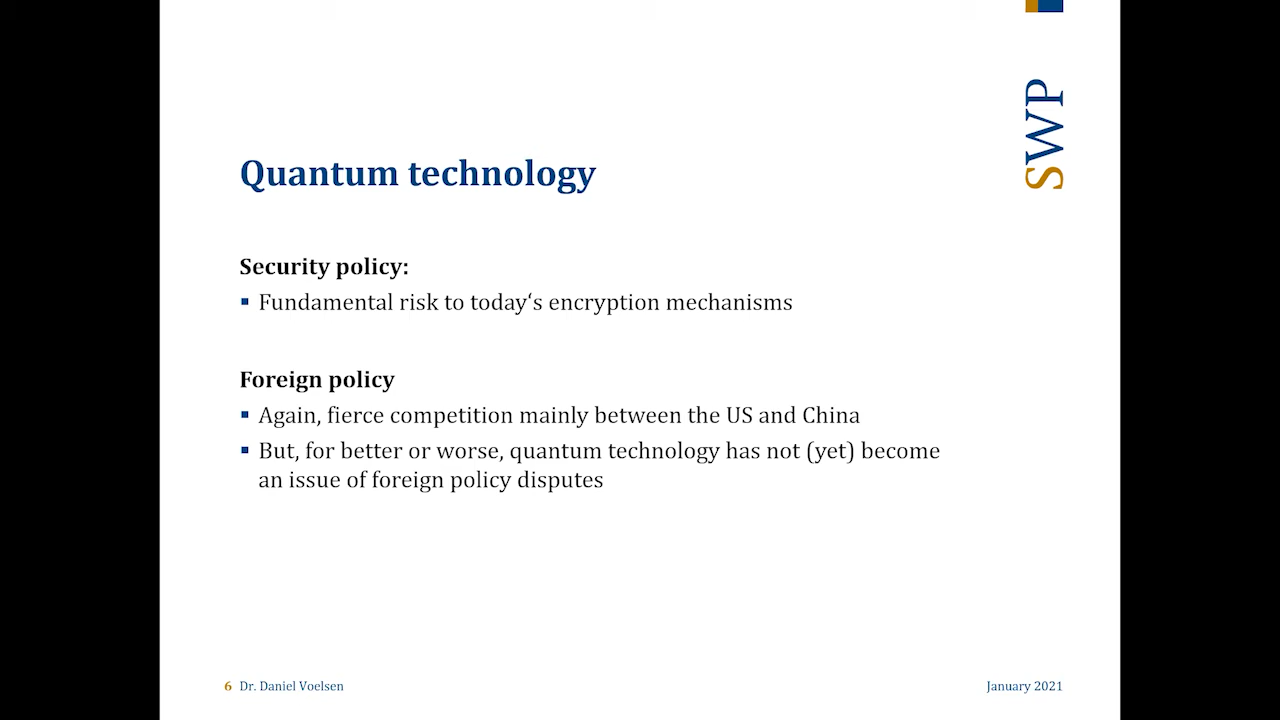 SWP
Quantum technology
Security policy:
▪ Fundamental risk to today‘s encryption mechanisms
Foreign policy
▪ Again, fierce competition mainly between the US and China
▪ But, for better or worse, quantum technology has not (yet) become
an issue of foreign policy disputes
6 Dr. Daniel Voelsen
January 2021